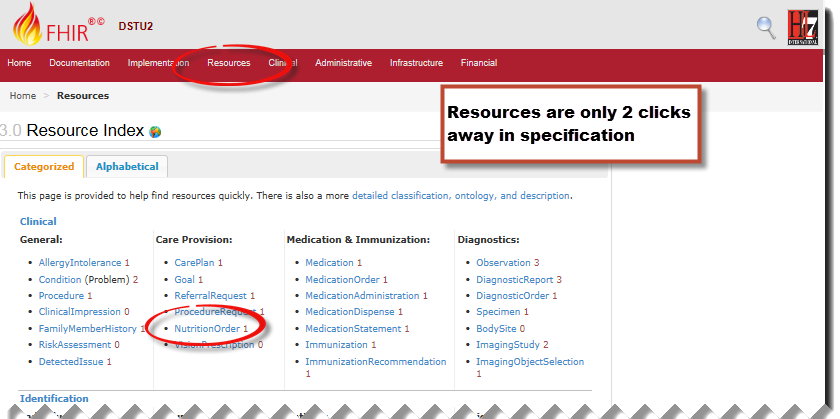 FHIR®© DSTU2
H7
INTERNATIONAL
Home Documentation Implementation Resources Clinical Administrative Infrastructure Financial
Home > Resources
Resources are only 2 clicks
away in specification
3.0 Resource Index
Categorized Alphabetical
This page is provided to help find resources quickly. There is also a more detailed classification, ontology, and description.
Clinical
General: Care Provision: Medication & Immunization: Diagnostics:
• AllergyIntolerance 1
• Condition (Problem) 2
• Procedure 1
• ClinicalImpression 0
• FamilyMemberHistory 1
• RiskAssessment 0
• DetectedIssue 1
• CarePlan 1
• Goal 1
• ReferralRequest 1
• ProcedureRequest 1
• NutritionOrder 1
• VisionPrescription 0
• Medication 1
• MedicationOrder 1
• MedicationAdministration 1
• MedicationDispense 1
• MedicationStatement 1
• Immunization 1
• ImmunizationRecommendation
1
• Observation 3
• DiagnosticReport 3
• DiagnosticOrder 1
• Specimen 1
• BodySite 0
• ImagingStudy 2
• ImagingObjectSelection
1
Identification